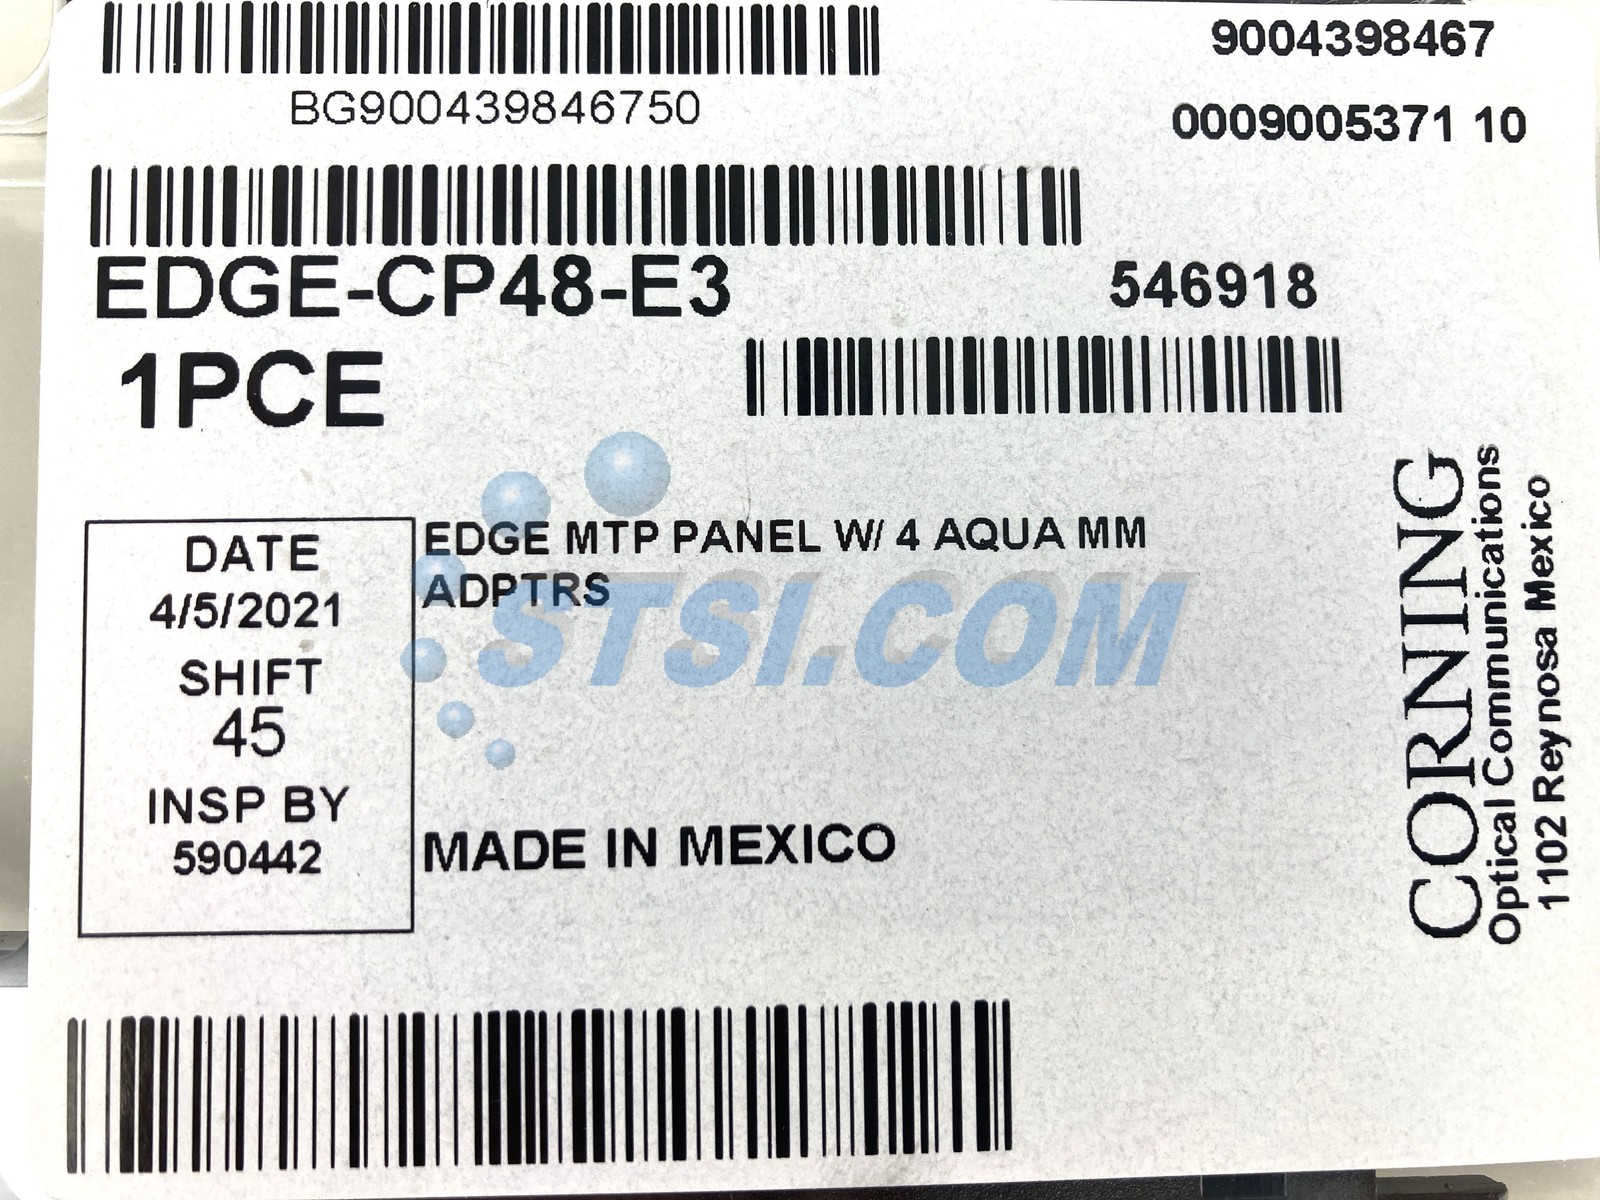 9004398467
BG900439846750
0009005371 10
EDGE-CP48-E3
546918
1PCE
EDGE MTP PANEL W/ 4 AQUA MM
ADPTRS
DATE
4/5/2021
SHIFT
45
INSP BY
590442
MADE IN MEXICO
CORNING
Optical Communications
11102 Reynosa Mexico
STSI.COM